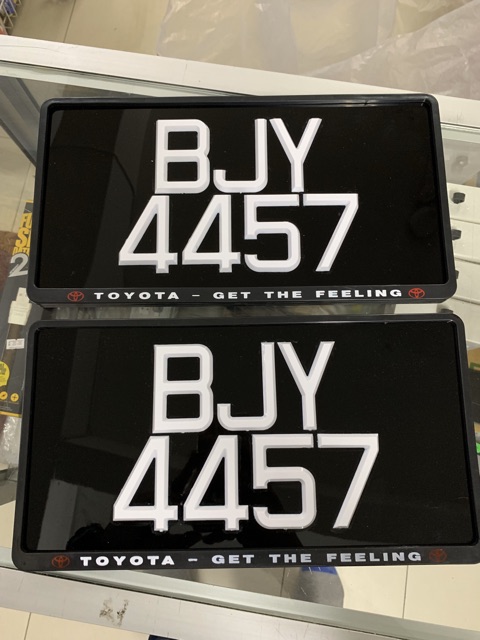 BJY
4457
TOYOTA - GET THE FEELING
BJY
4457
TOYOTA - GET THE FEELING